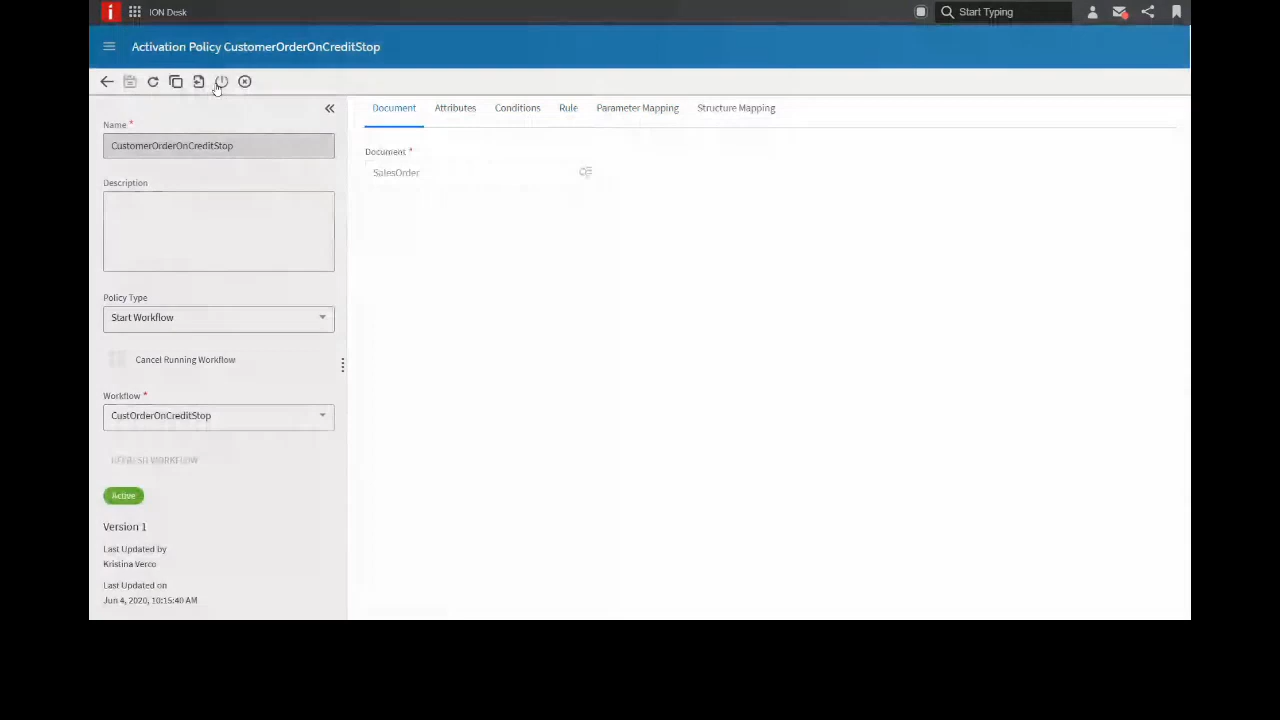 ION Desk
Start Typing
Activation Policy CustomerOrderOnCreditStop
Document Attributes Conditions Rule Parameter Mapping Structure Mapping
Name *
CustomerOrderOnCreditStop
Document *
SalesOrder
Description
Policy Type
Start Workflow
Cancel Running Workflow
Workflow *
CustOrderOnCreditStop
REFRESH WORKFLOW
Active
Version 1
Last Updated by
Kristina Verco
Last Updated on
Jun 4, 2020, 10:15:40 AM